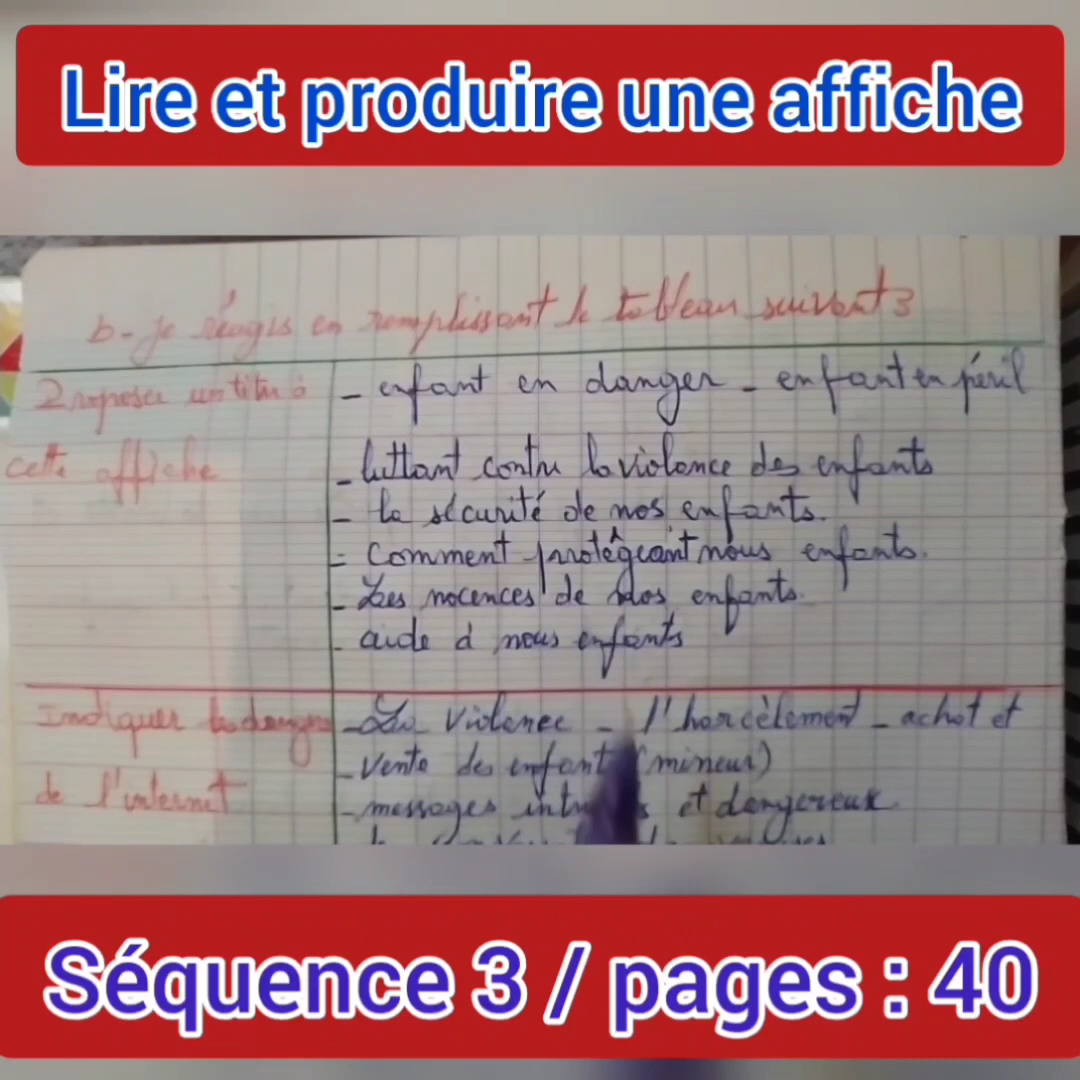 Lire et produire une affiche
b- je réagis en remplissant le tableau suivant
Proposer un titre à
cette affiche
- enfant en danger - enfant en péril
- luttant contre la violence des enfants
- la sécurité de nos enfants.
= comment protégeant nous enfants.
- Les nocences de nos enfants.
- aide à nous enfants
Indiquer les dangers
de l'internet
- La violence - l'harcèlement - achat et
- vente des enfant (mineur)
- messages et dangereux
Séquence 3 / pages : 40